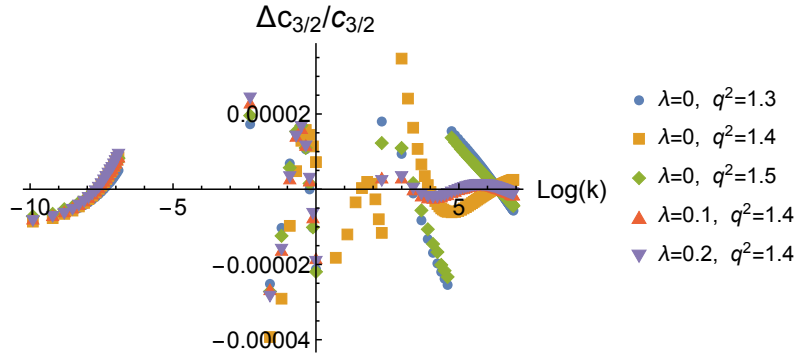 Δc₃/₂/c₃/₂
0.00002
λ=0, q²=1.3
λ=0, q²=1.4
-10 -5 5 Log(k)
λ=0, q²=1.5
λ=0.1, q²=1.4
-0.00002
λ=0.2, q²=1.4
-0.00004